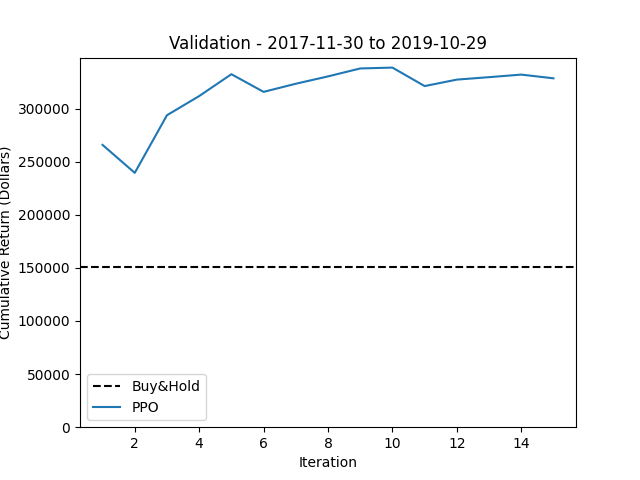 Validation - 2017-11-30 to 2019-10-29
Cumulative Return (Dollars)
300000
250000
200000
150000
100000
50000
0
Buy&Hold
PPO
2 4 6 8 10 12 14
Iteration